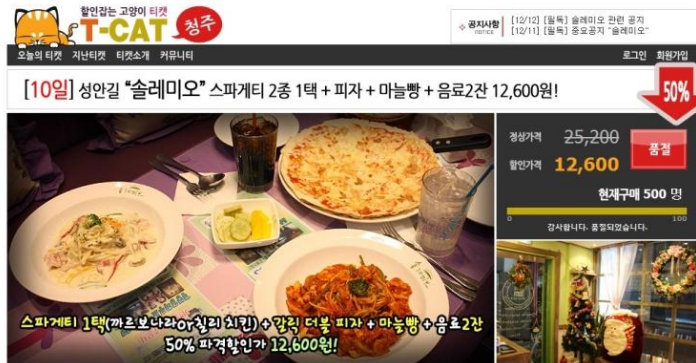 할인잡는 고양이 티켓
T-CAT 청주
공지사항
NOTICE
[12/12] [필독] 솔레미오 관련 공지
[12/11] [필독] 중요공지 "솔레미오"
오늘의 티켓 지난티켓 티켓소개 커뮤니티
로그인 회원가입
[10일] 성안길 “솔레미오” 스파게티 2종 1택 + 피자 + 마늘빵 + 음료2잔 12,600원!
50%
정상가격 25,200
할인가격 12,600
품절
현재구매 500 명
0 100
감사합니다. 품절되었습니다.
스파게티 1택(까르보나라or칠리 치킨) + 갈릭 더블 피자 + 마늘빵 + 음료2잔
50% 파격할인가 12,600원!